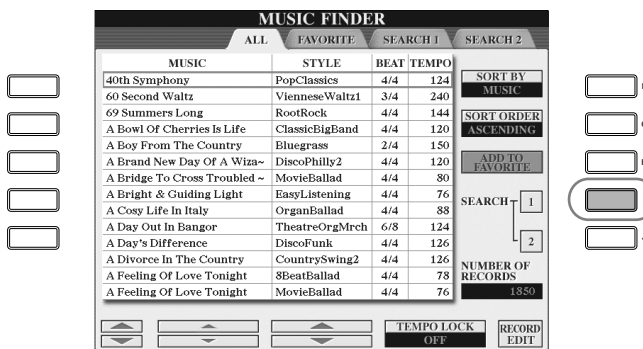 MUSIC FINDER
ALL FAVORITE SEARCH 1 SEARCH 2
MUSIC STYLE BEAT TEMPO
40th Symphony PopClassics 4/4 124
60 Second Waltz VienneseWaltz1 3/4 240
69 Summers Long RootRock 4/4 144
A Bowl Of Cherries Is Life ClassicBigBand 4/4 120
A Boy From The Country Bluegrass 2/4 150
A Brand New Day Of A Wiza~ DiscoPhilly2 4/4 120
A Bridge To Cross Troubled ~ MovieBallad 4/4 80
A Bright & Guiding Light EasyListening 4/4 76
A Cosy Life In Italy OrganBallad 4/4 88
A Day Out In Bangor TheatreOrgMrch 6/8 124
A Day's Difference DiscoFunk 4/4 126
A Divorce In The Country CountrySwing2 4/4 126
A Feeling Of Love Tonight 8BeatBallad 4/4 78
A Feeling Of Love Tonight MovieBallad 4/4 76
SORT BY
MUSIC
SORT ORDER
ASCENDING
ADD TO
FAVORITE
SEARCH 1
2
NUMBER OF
RECORDS
1850
TEMPO LOCK
OFF
RECORD
EDIT